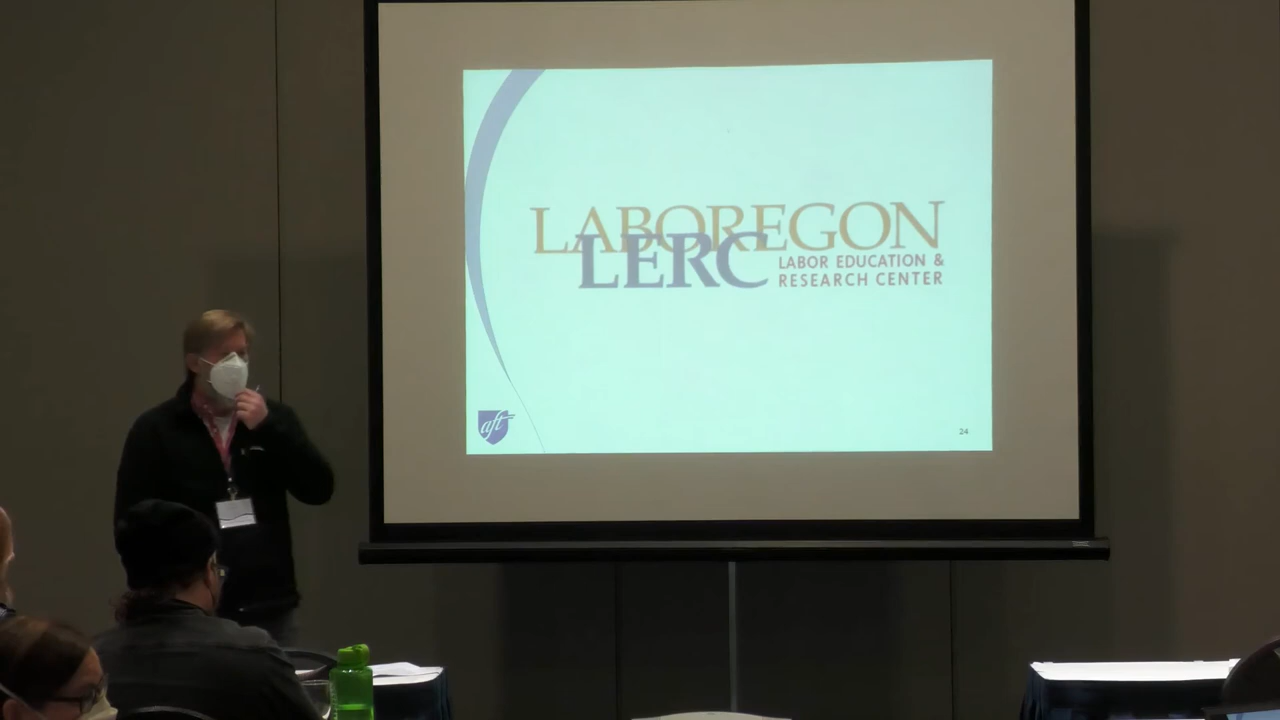 LABOREGON
LERC
LABOR EDUCATION &
RESEARCH CENTER
aft
24